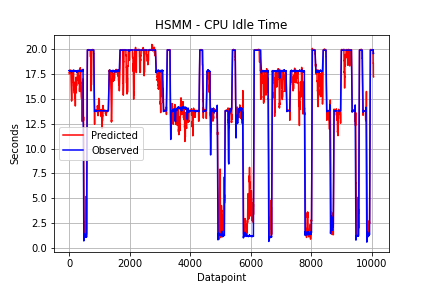 HSMM - CPU Idle Time
Seconds
20.0
17.5
15.0
12.5
10.0
7.5
5.0
2.5
0.0
Predicted
Observed
0 2000 4000 6000 8000 10000
Datapoint